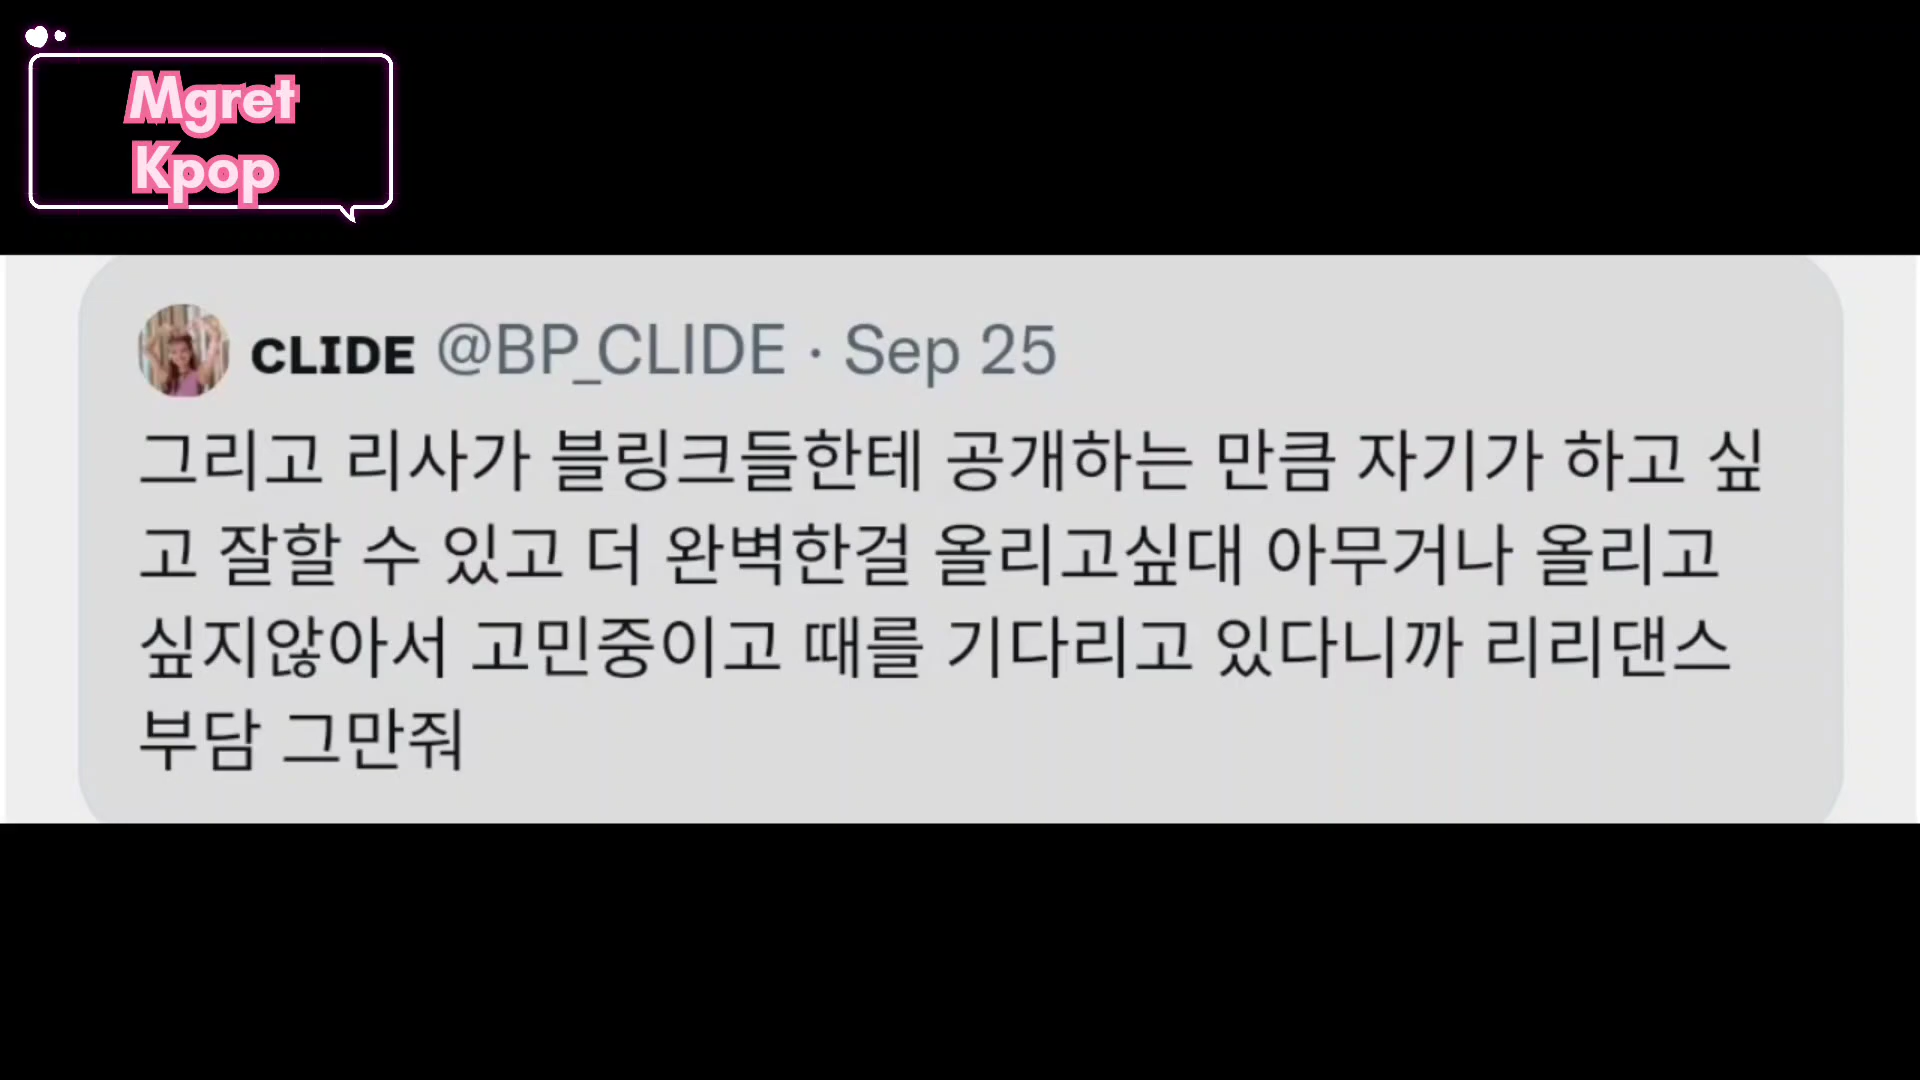 Mgret
Kpop
CLIDE @BP_CLIDE · Sep 25
그리고 리사가 블링크들한테 공개하는 만큼 자기가 하고 싶
고 잘할 수 있고 더 완벽한걸 올리고싶대 아무거나 올리고
싶지않아서 고민중이고 때를 기다리고 있다니까 리리댄스
부담 그만줘